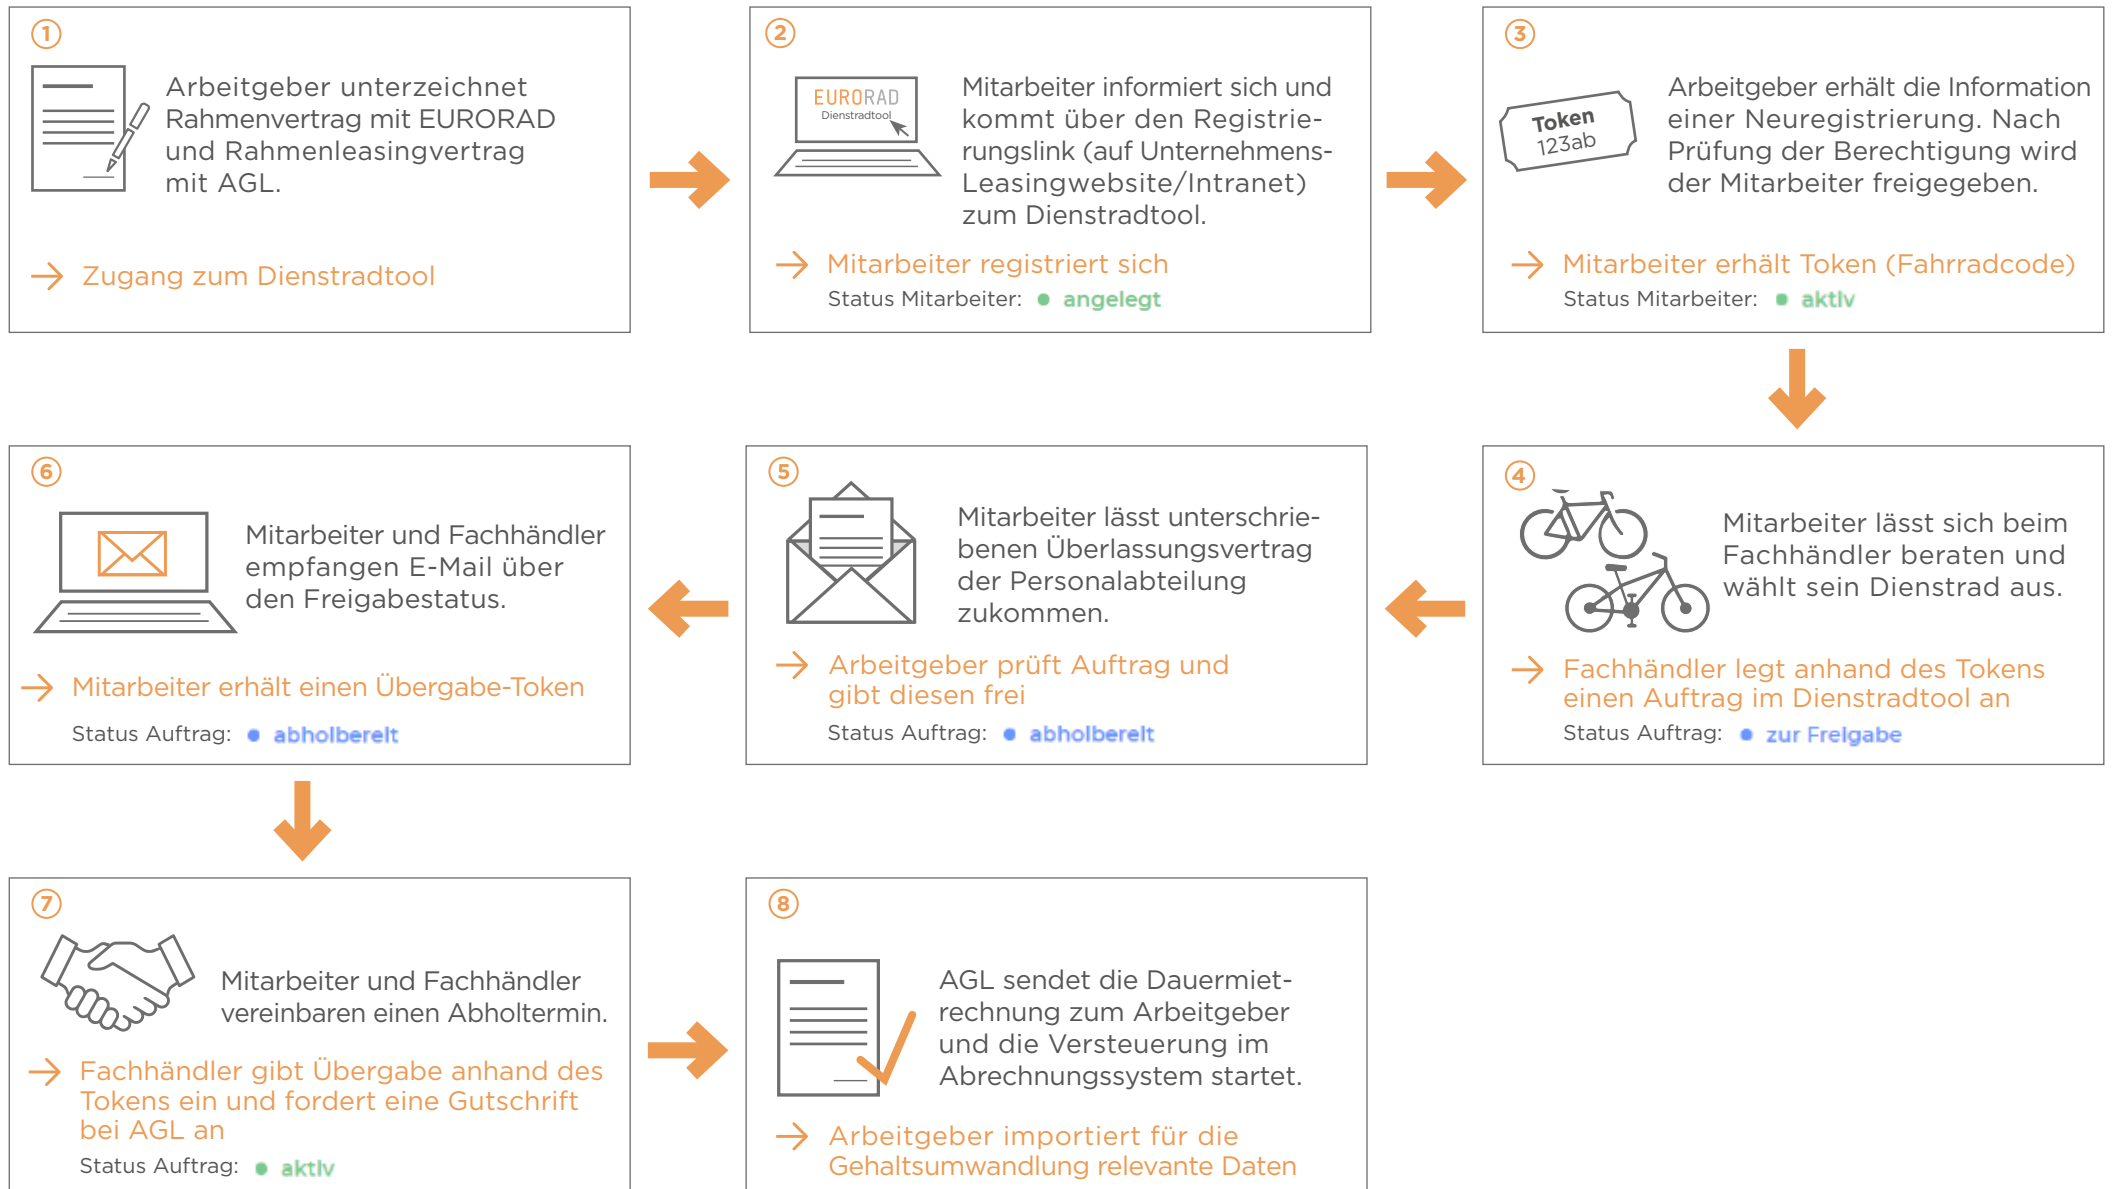 1
Arbeitgeber unterzeichnet
Rahmenvertrag mit EURORAD
und Rahmenleasingvertrag
mit AGL.
Zugang zum Dienstradtool
2
EURORAD
Dienstradtool
Mitarbeiter informiert sich und
kommt über den Registrie-
rungslink (auf Unternehmens-
Leasingwebsite/Intranet)
zum Dienstradtool.
Mitarbeiter registriert sich
Status Mitarbeiter: angelegt
3
Token
123ab
Arbeitgeber erhält die Information
einer Neuregistrierung. Nach
Prüfung der Berechtigung wird
der Mitarbeiter freigegeben.
Mitarbeiter erhält Token (Fahrradcode)
Status Mitarbeiter: aktiv
4
Mitarbeiter lässt sich beim
Fachhändler beraten und
wählt sein Dienstrad aus.
Fachhändler legt anhand des Tokens
einen Auftrag im Dienstradtool an
Status Auftrag: zur Freigabe
5
Mitarbeiter lässt unterschrie-
benen Überlassungsvertrag
der Personalabteilung
zukommen.
Arbeitgeber prüft Auftrag und
gibt diesen frei
Status Auftrag: abholbereit
6
Mitarbeiter und Fachhändler
empfangen E-Mail über
den Freigabestatus.
Mitarbeiter erhält einen Übergabe-Token
Status Auftrag: abholbereit
7
Mitarbeiter und Fachhändler
vereinbaren einen Abholtermin.
Fachhändler gibt Übergabe anhand des
Tokens ein und fordert eine Gutschrift
bei AGL an
Status Auftrag: aktiv
8
AGL sendet die Dauermiet-
rechnung zum Arbeitgeber
und die Versteuerung im
Abrechnungssystem startet.
Arbeitgeber importiert für die
Gehaltsumwandlung relevante Daten